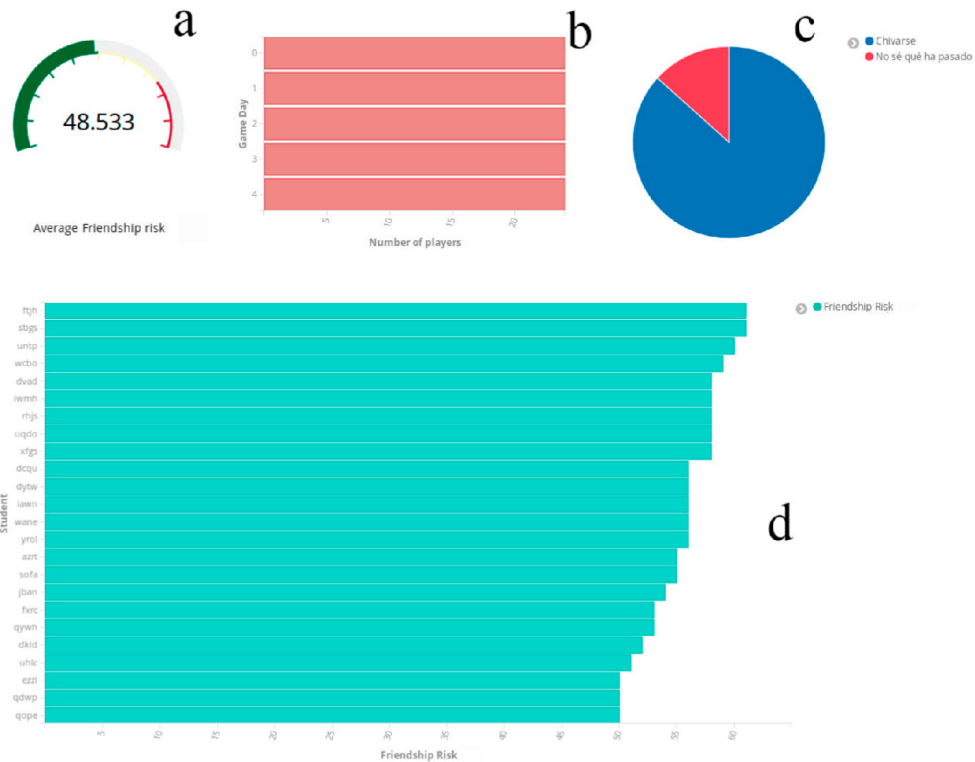 a
48.533
Average Friendship risk
b
Game Day
0
1
2
3
4
5
10
15
20
Number of players
c
Chivarse
No sé qué ha pasado
d
Friendship Risk
Student
ftjh
sbgs
untp
wcbo
dvad
iwmh
rhjs
uqdo
xfgs
dcqu
dytw
iawn
wane
yrol
azrt
sofa
jban
fxrc
qywh
dkid
uhlc
ezzl
qdwp
qope
5
10
15
20
25
30
35
40
45
50
55
60
Friendship Risk